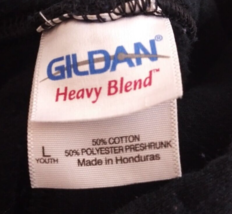 GILDAN
Heavy Blend™
L
YOUTH
50% COTTON
50% POLYESTER PRESHRUNK
Made in Honduras